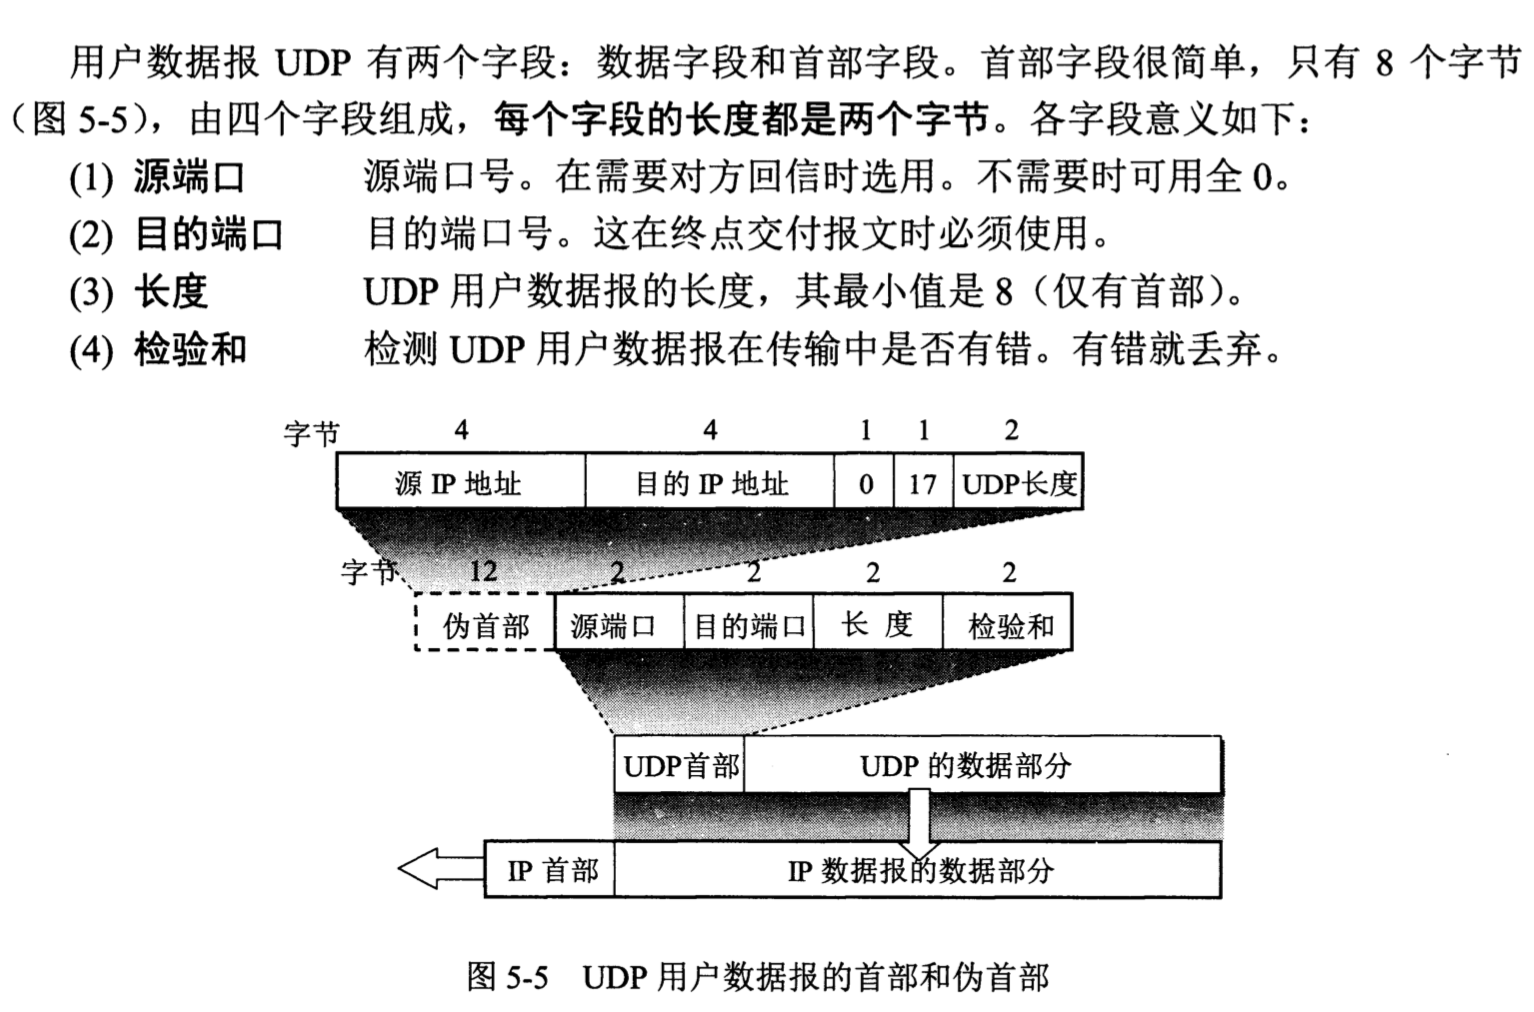 用户数据报 UDP 有两个字段：数据字段和首部字段。首部字段很简单，只有 8 个字节
（图 5-5），由四个字段组成，每个字段的长度都是两个字节。各字段意义如下：
(1) 源端口 源端口号。在需要对方回信时选用。不需要时可用全 0。
(2) 目的端口 目的端口号。这在终点交付报文时必须使用。
(3) 长度 UDP 用户数据报的长度，其最小值是 8（仅有首部）。
(4) 检验和 检测 UDP 用户数据报在传输中是否有错。有错就丢弃。
字节 4 4 1 1 2
源 IP 地址 目的 IP 地址 0 17 UDP长度
字节 12 2 2 2 2
伪首部 源端口 目的端口 长 度 检验和
UDP首部 UDP 的数据部分
IP 首部 IP 数据报的数据部分
图 5-5 UDP 用户数据报的首部和伪首部